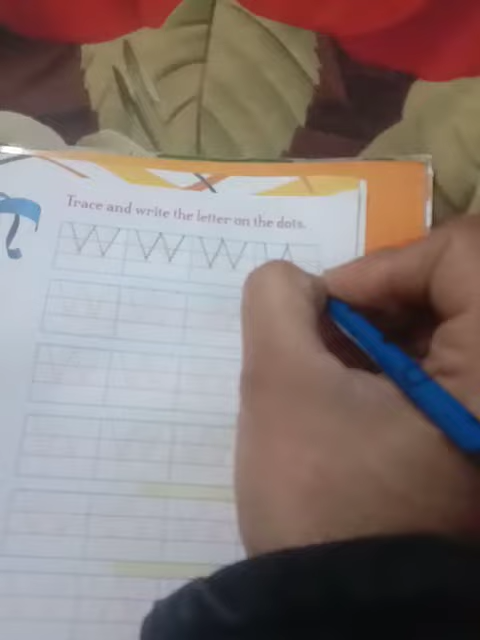 Trace and write the letter on the dots.
W W W